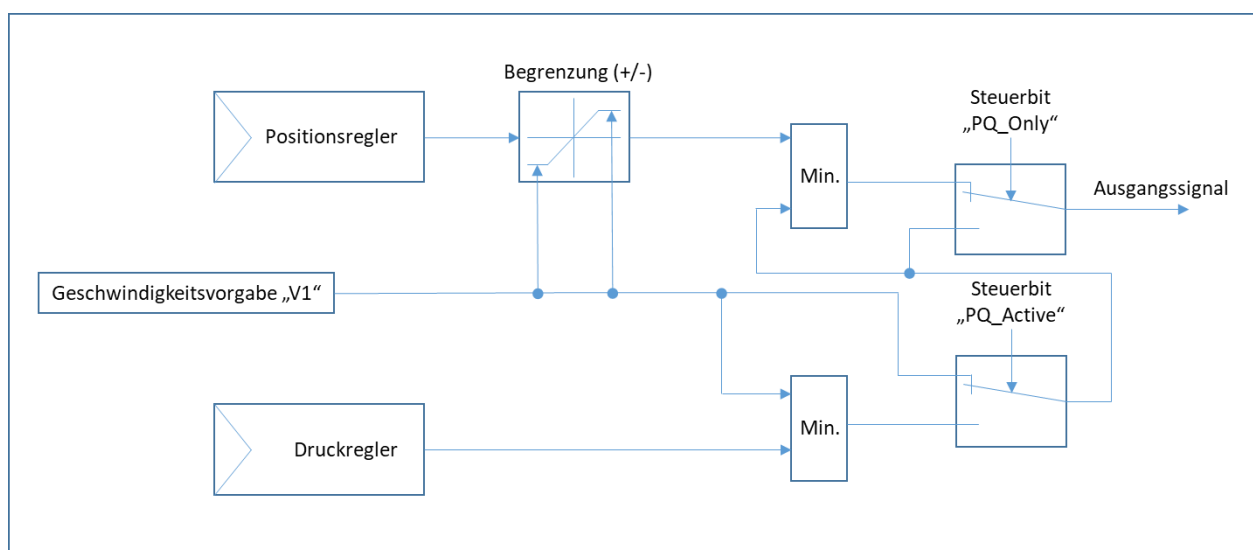 Begrenzung (+/-)
Positionsregler
Steuerbit
„PQ_Only“
Min.
Ausgangssignal
Geschwindigkeitsvorgabe „V1“
Steuerbit
„PQ_Active“
Min.
Druckregler